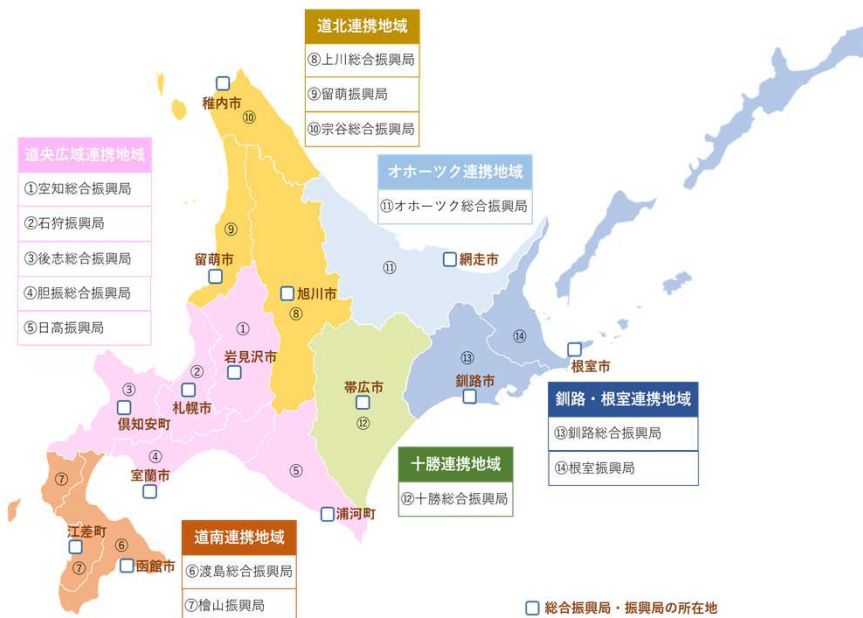 道北連携地域
⑧上川総合振興局
⑨留萌振興局
⑩宗谷総合振興局
稚内市
⑩
道央広域連携地域
①空知総合振興局
②石狩振興局
③後志総合振興局
④胆振総合振興局
⑤日高振興局
オホーツク連携地域
⑪オホーツク総合振興局
⑨
留萌市
⑪
網走市
旭川市
⑧
①
岩見沢市
②
札幌市
③
倶知安町
⑭
根室市
⑬
釧路市
帯広市
⑫
釧路・根室連携地域
⑬釧路総合振興局
⑭根室振興局
④
室蘭市
⑤
浦河町
十勝連携地域
⑫十勝総合振興局
⑦
江差町
⑥
函館市
⑦
道南連携地域
⑥渡島総合振興局
⑦檜山振興局
総合振興局・振興局の所在地